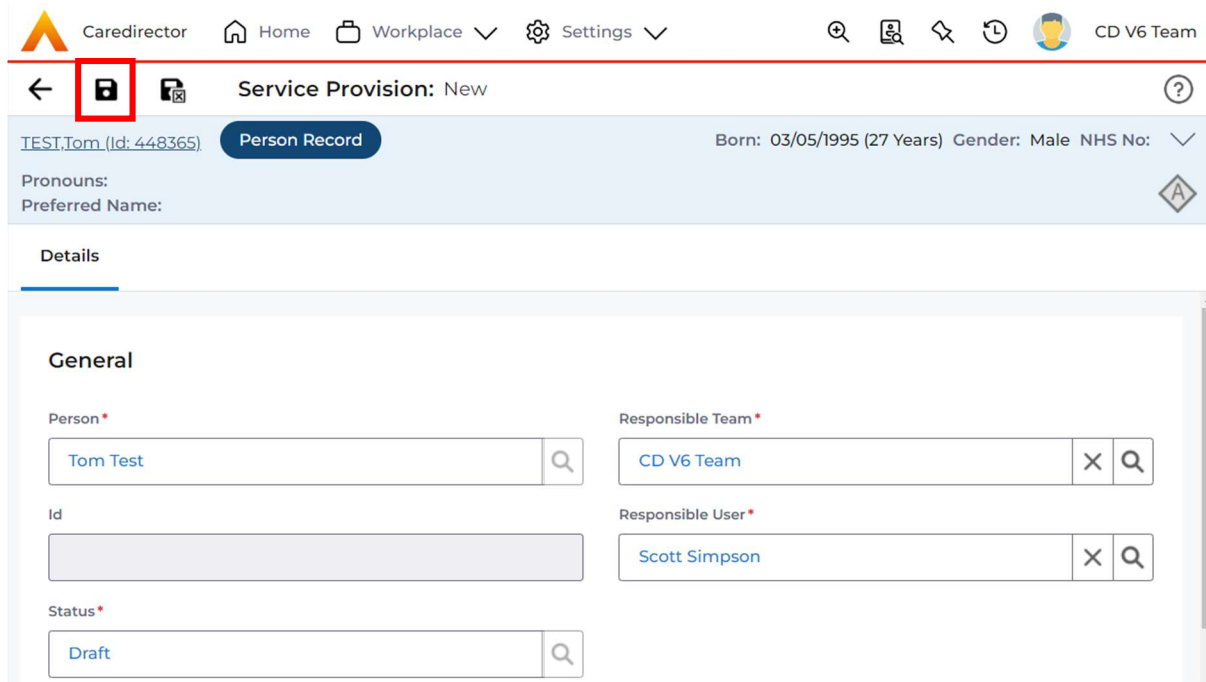 Caredirector Home Workplace Settings CD V6 Team
Service Provision: New ?
TEST,Tom (Id: 448365) Person Record Born: 03/05/1995 (27 Years) Gender: Male NHS No:
Pronouns:
Preferred Name:
A
Details
General
Person* Responsible Team*
Tom Test CD V6 Team
Id Responsible User*
Scott Simpson
Status*
Draft